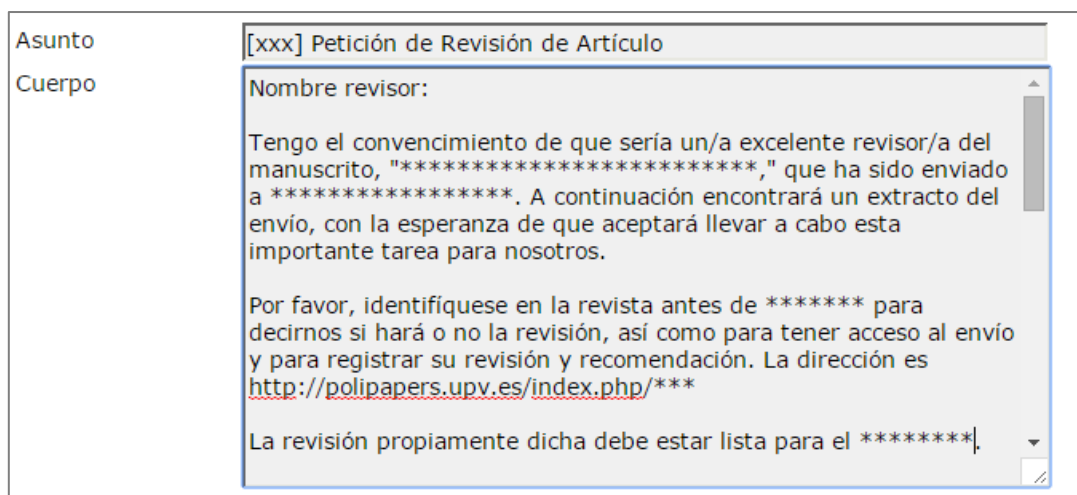 Asunto
[xxx] Petición de Revisión de Artículo
Cuerpo
Nombre revisor:
Tengo el convencimiento de que sería un/a excelente revisor/a del
manuscrito, "*************************," que ha sido enviado
a *****************. A continuación encontrará un extracto del
envío, con la esperanza de que aceptará llevar a cabo esta
importante tarea para nosotros.
Por favor, identifíquese en la revista antes de ******* para
decirnos si hará o no la revisión, así como para tener acceso al envío
y para registrar su revisión y recomendación. La dirección es
http://polipapers.upv.es/index.php/***
La revisión propiamente dicha debe estar lista para el ********.